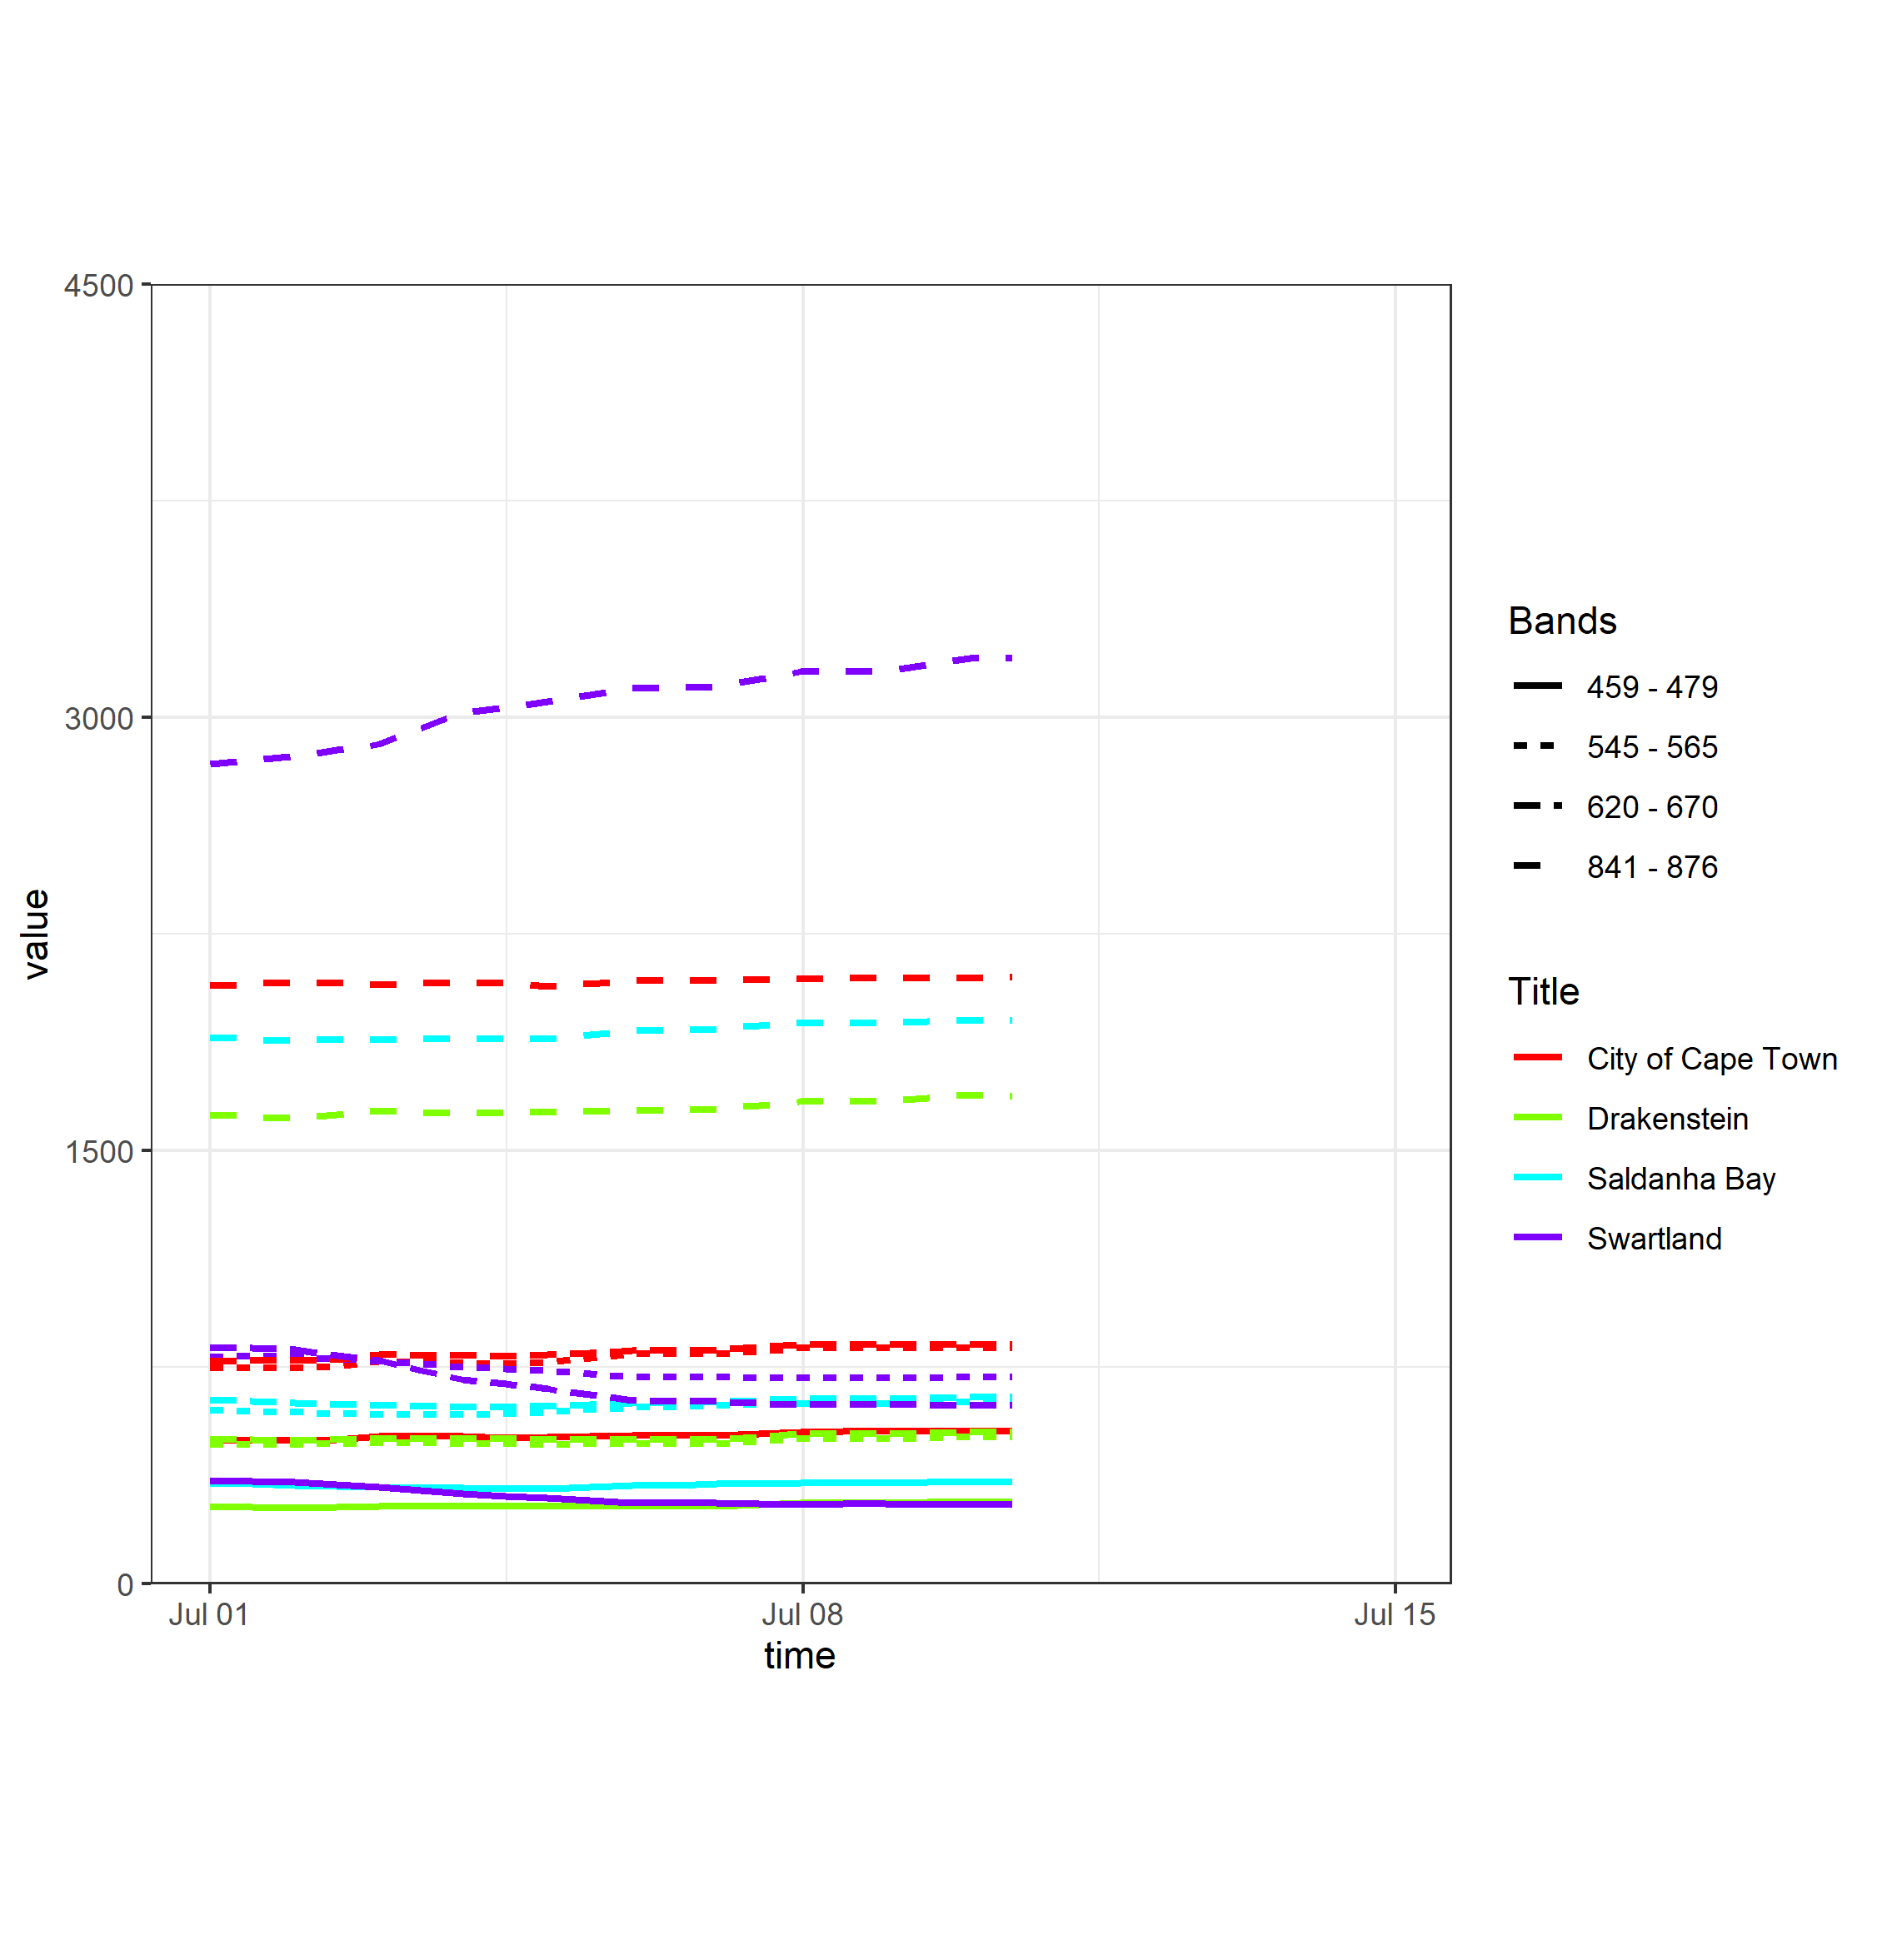 4500
3000
1500
0
value
Jul 01
Jul 08
Jul 15
time
Bands
459 - 479
545 - 565
620 - 670
841 - 876
Title
City of Cape Town
Drakenstein
Saldanha Bay
Swartland